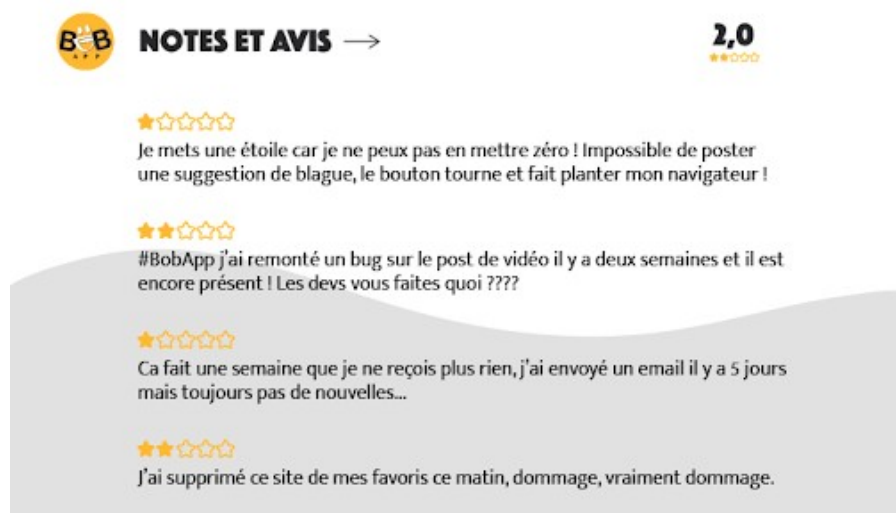 BOB
APP
NOTES ET AVIS →
2,0
Je mets une étoile car je ne peux pas en mettre zéro ! Impossible de poster
une suggestion de blague, le bouton tourne et fait planter mon navigateur !
#BobApp j'ai remonté un bug sur le post de vidéo il y a deux semaines et il est
encore présent ! Les devs vous faites quoi ????
Ca fait une semaine que je ne reçois plus rien, j'ai envoyé un email il y a 5 jours
mais toujours pas de nouvelles...
J'ai supprimé ce site de mes favoris ce matin, dommage, vraiment dommage.